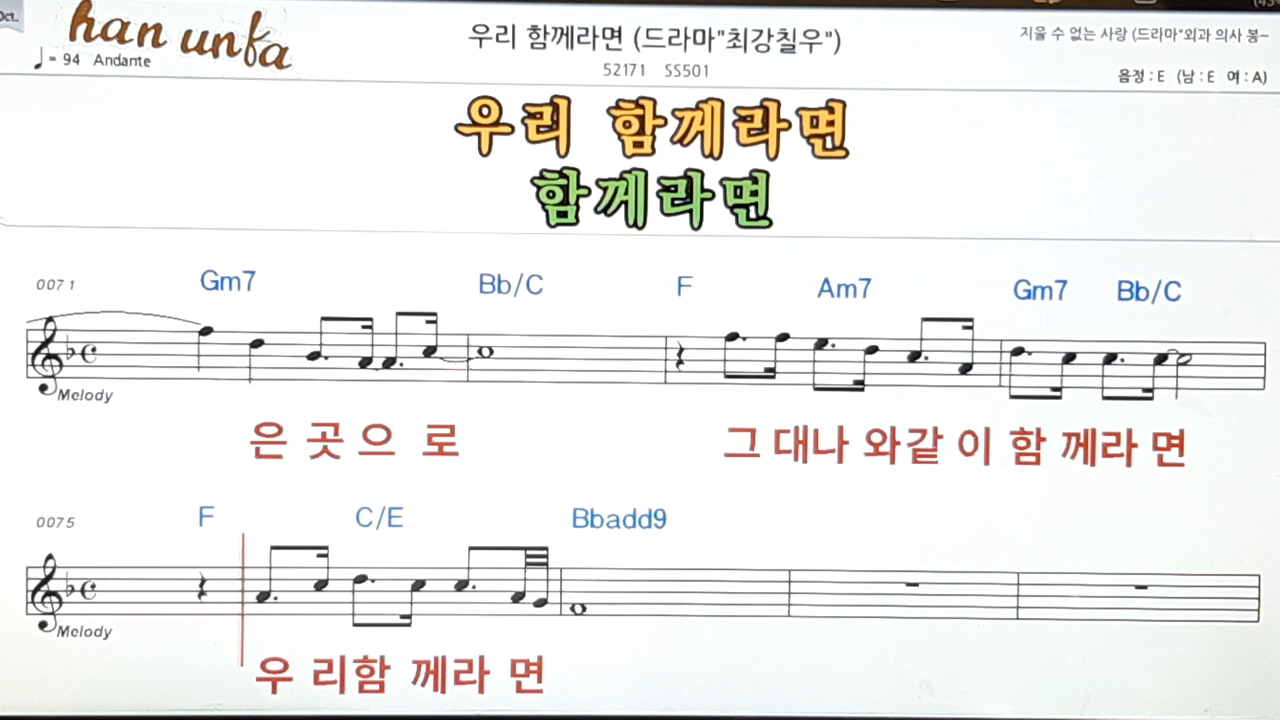 Oct.
han unfa
우리 함께라면 (드라마"최강칠우")
지울 수 없는 사랑 (드라마"외과 의사 봉~
♩= 94 Andante
52171 SS501
음정 : E (남 : E 여 : A)
우리 함께라면
함께라면
0071 Gm7 Bb/C F Am7 Gm7 Bb/C
Melody
은 곳 으 로 그 대나 와같 이 함 께라 면
0075 F C/E Bbadd9
Melody
우 리함 께라 면